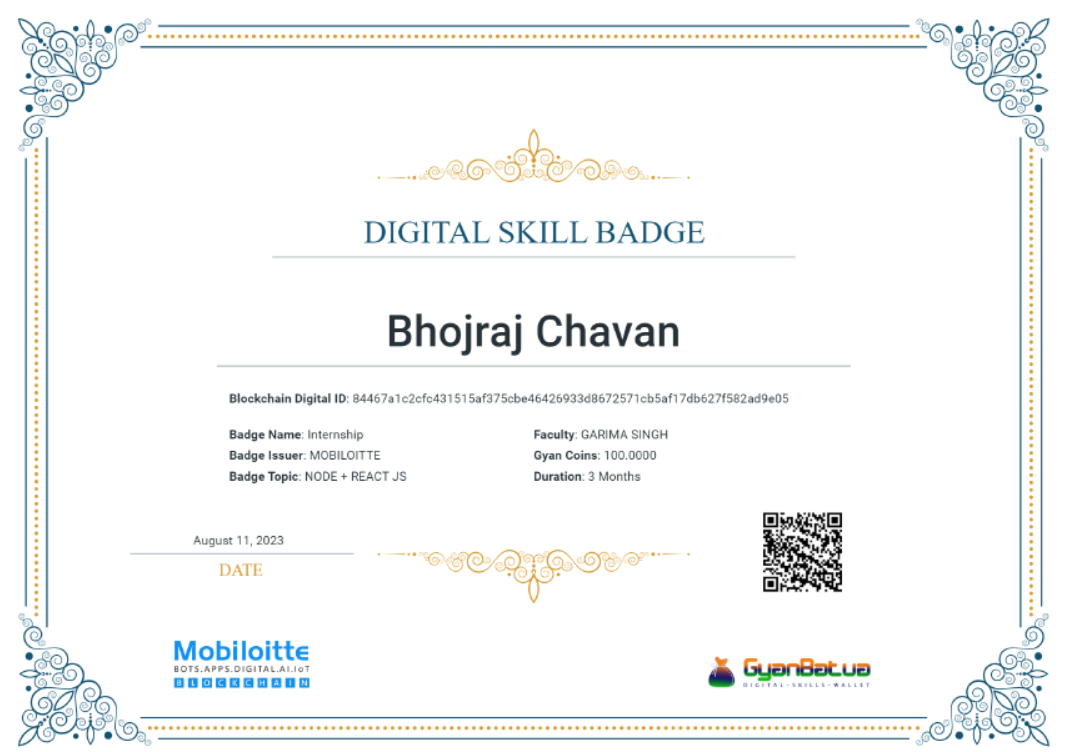 DIGITAL SKILL BADGE
Bhojraj Chavan
Blockchain Digital ID: 84467a1c2cfc431515af375cbe46426933d8672571cb5af17db627f582ad9e05
Badge Name: Internship
Faculty: GARIMA SINGH
Badge Issuer: MOBILOITTE
Gyan Coins: 100.0000
Badge Topic: NODE + REACT JS
Duration: 3 Months
August 11, 2023
DATE
Mobiloitte
BOTS.APPS.DIGITAL.AI.IoT
BLOCKCHAIN
GyanBat.ua
DIGITAL-SKILLS-WALLET